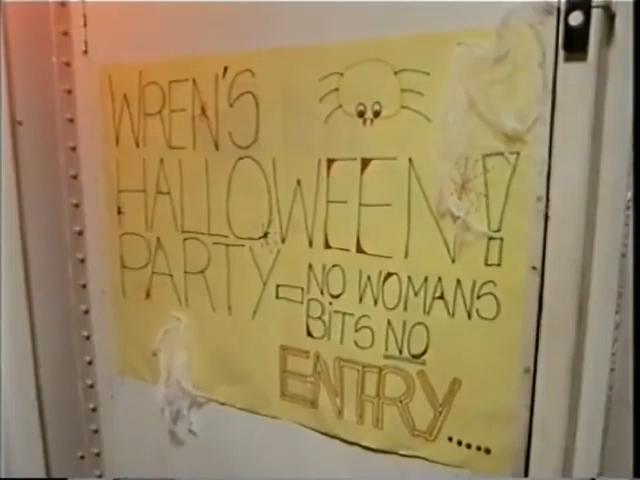 WREN'S
HALLOWEEN!
PARTY - NO WOMANS
BITS NO
ENTRY.....